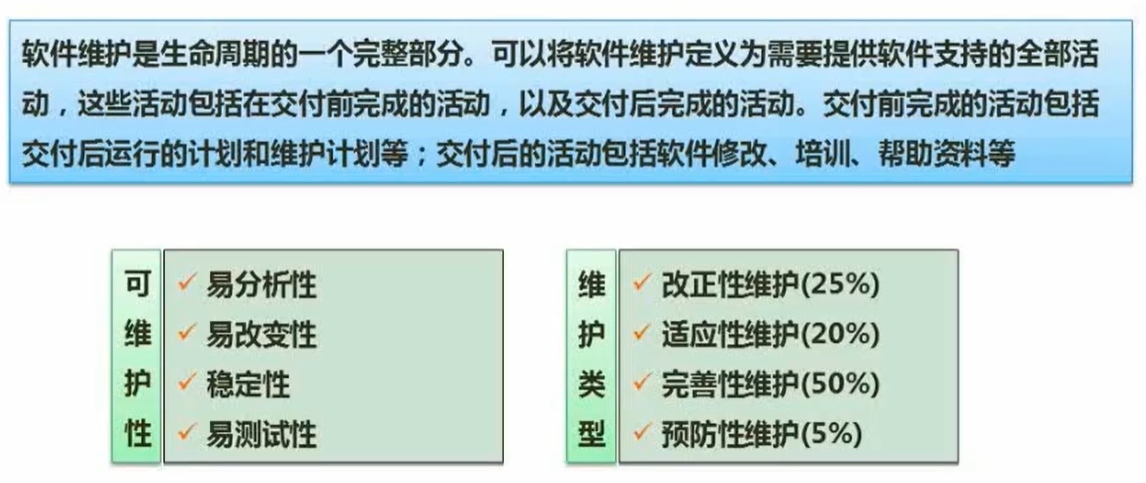 软件维护是生命周期的一个完整部分。可以将软件维护定义为需要提供软件支持的全部活
动，这些活动包括在交付前完成的活动，以及交付后完成的活动。交付前完成的活动包括
交付后运行的计划和维护计划等；交付后的活动包括软件修改、培训、帮助资料等
可维护性
✓ 易分析性
✓ 易改变性
✓ 稳定性
✓ 易测试性
维护类型
✓ 改正性维护(25%)
✓ 适应性维护(20%)
✓ 完善性维护(50%)
✓ 预防性维护(5%)